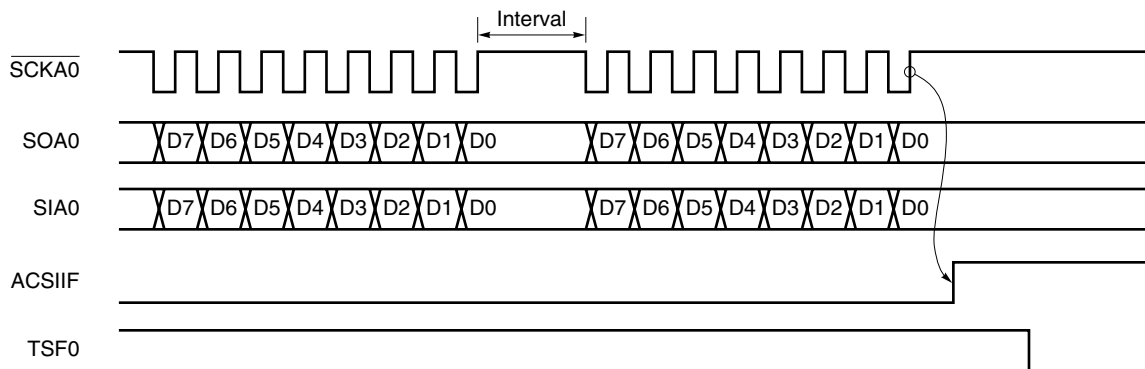 Interval
SCKA0
SOA0 D7 D6 D5 D4 D3 D2 D1 D0 D7 D6 D5 D4 D3 D2 D1 D0
SIA0 D7 D6 D5 D4 D3 D2 D1 D0 D7 D6 D5 D4 D3 D2 D1 D0
ACSIIF
TSF0